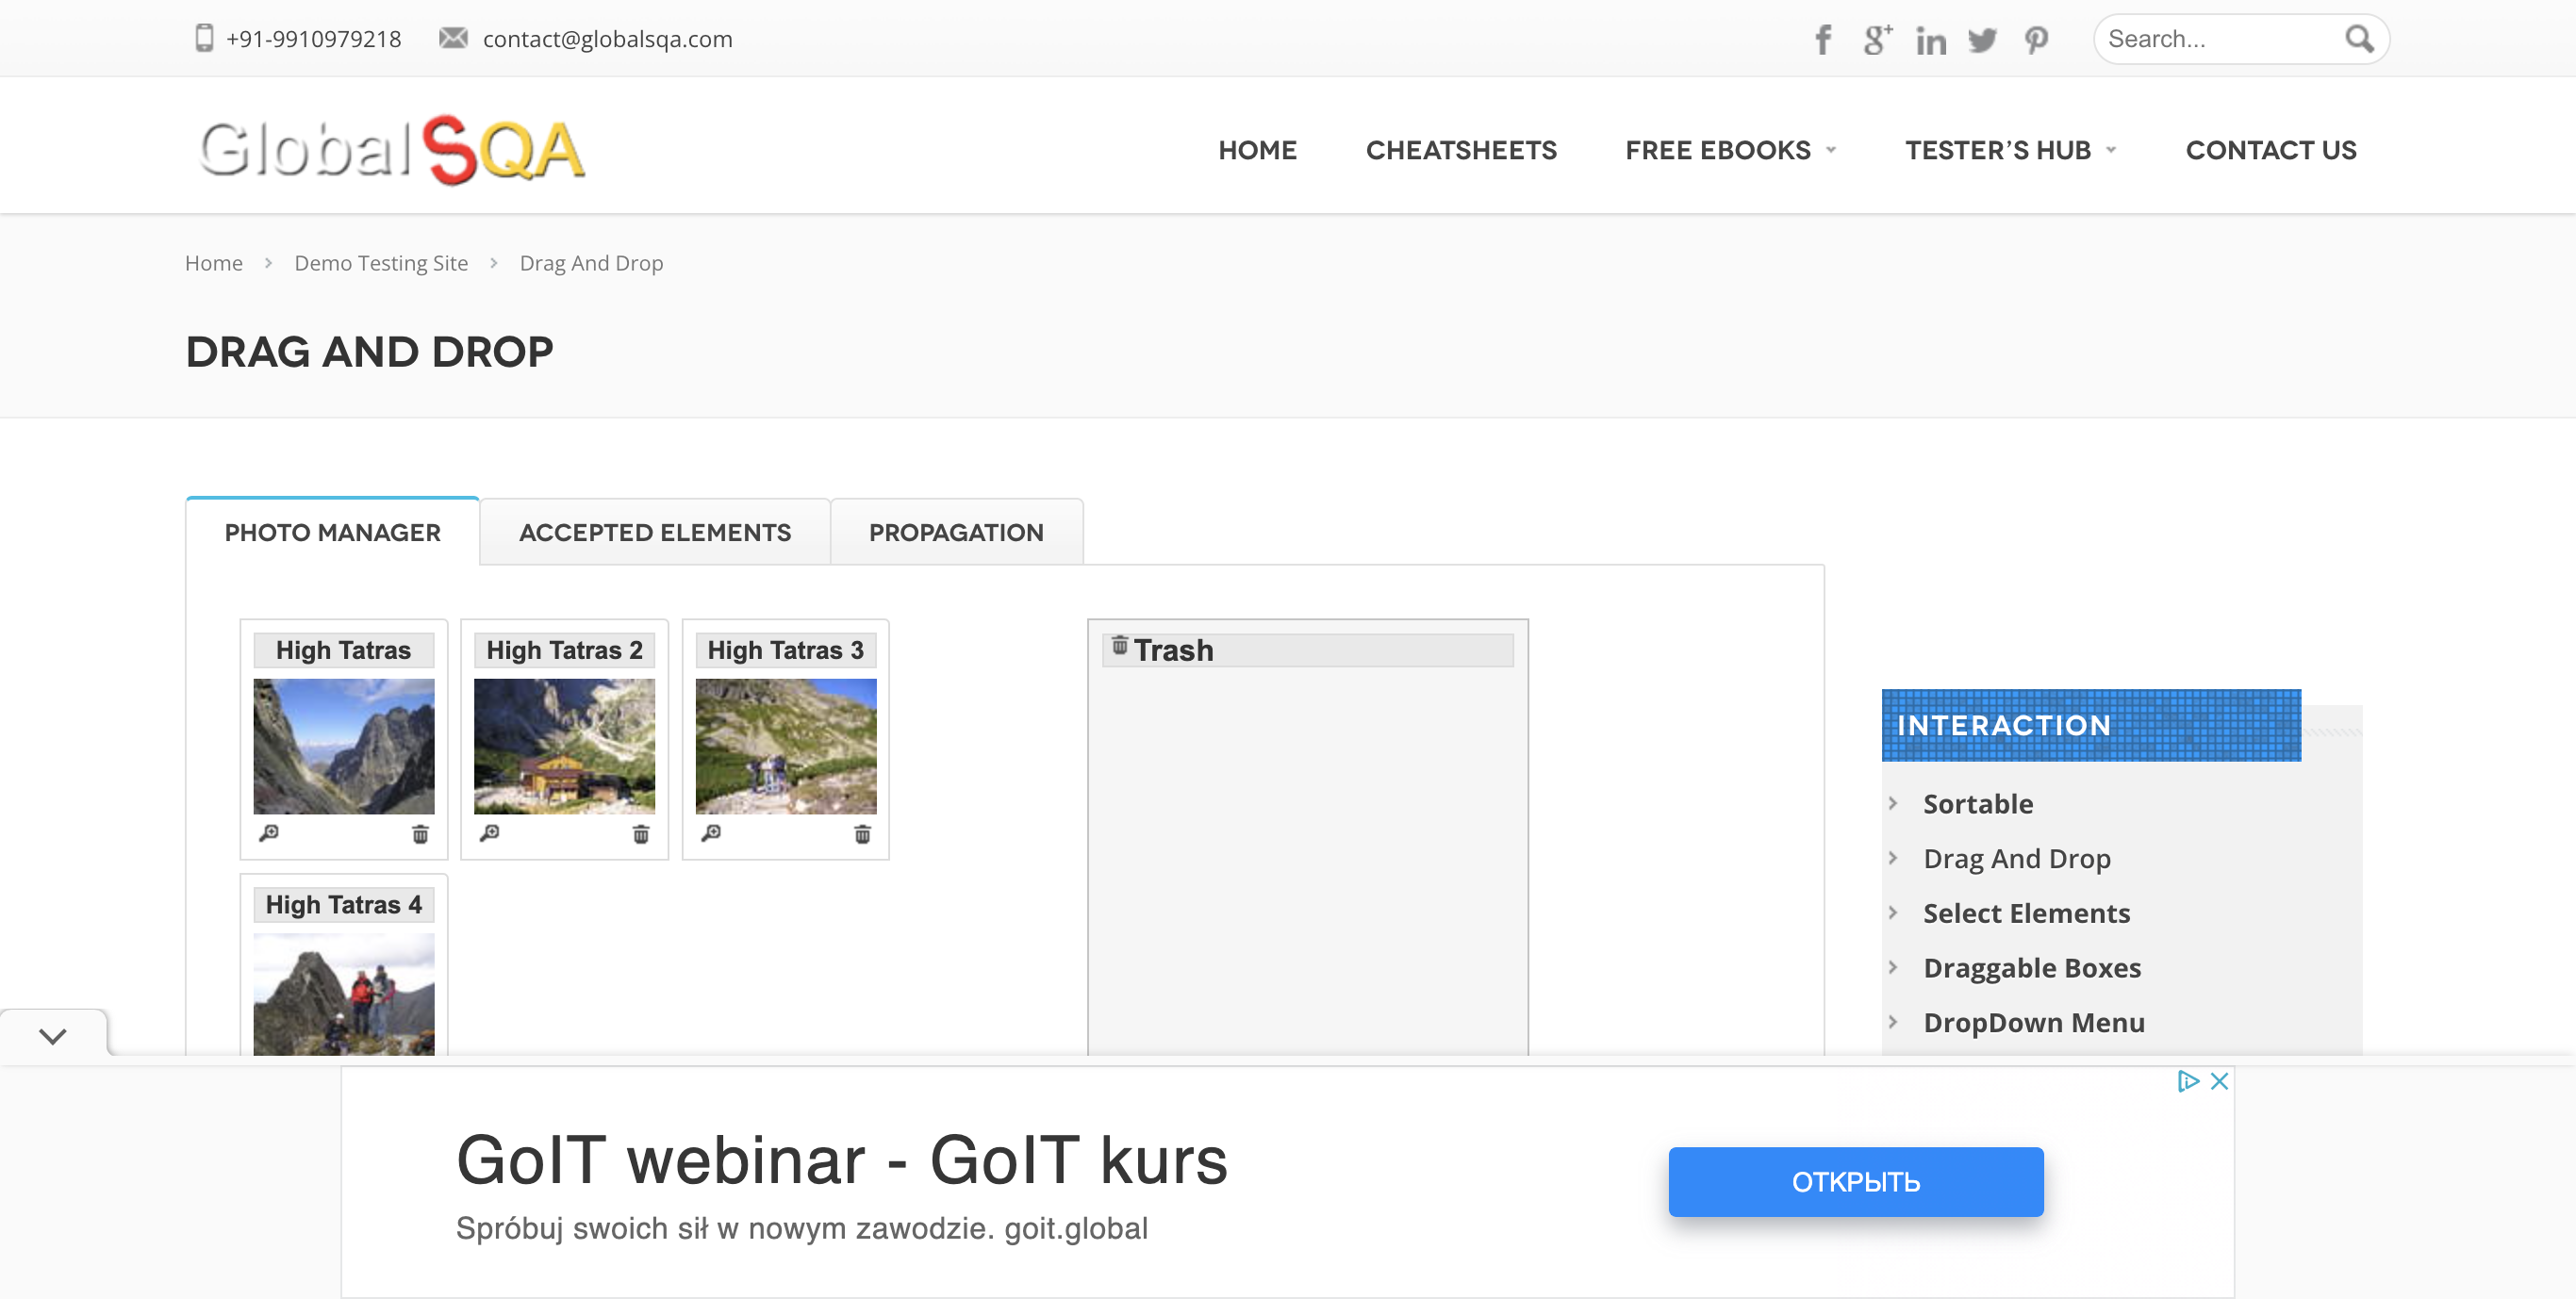 +91-9910979218 contact@globalsqa.com Search...
GlobalSQA HOME CHEATSHEETS FREE EBOOKS TESTER’S HUB CONTACT US
Home > Demo Testing Site > Drag And Drop
DRAG AND DROP
PHOTO MANAGER ACCEPTED ELEMENTS PROPAGATION
High Tatras High Tatras 2 High Tatras 3
High Tatras 4
Trash
INTERACTION
Sortable
Drag And Drop
Select Elements
Draggable Boxes
DropDown Menu
GoIT webinar - GoIT kurs
Spróbuj swoich sił w nowym zawodzie. goit.global
ОТКРЫТЬ